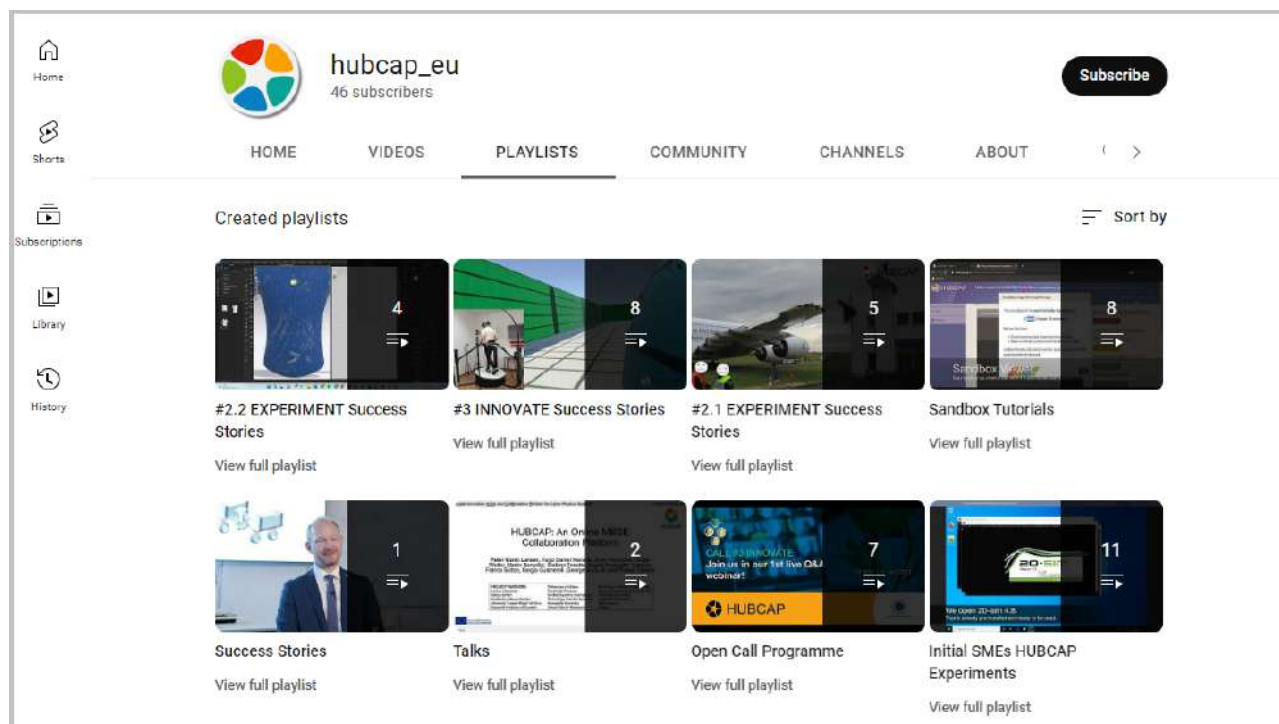 Home
Shorts
Subscriptions
Library
History
hubcap_eu
46 subscribers
Subscribe
HOME VIDEOS PLAYLISTS COMMUNITY CHANNELS ABOUT
Created playlists
Sort by
4
8
5
8
#2.2 EXPERIMENT Success
Stories
View full playlist
#3 INNOVATE Success Stories
View full playlist
#2.1 EXPERIMENT Success
Stories
View full playlist
Sandbox Viewer
Sandbox Tutorials
View full playlist
1
Success Stories
View full playlist
HUBCAP: An Online MBSE
Collaboration Platform
2
Talks
View full playlist
CALL #3 INNOVATE
Join us in our 1st live Q&A
webinar!
HUBCAP
7
Open Call Programme
View full playlist
11
Initial SMEs HUBCAP
Experiments
View full playlist